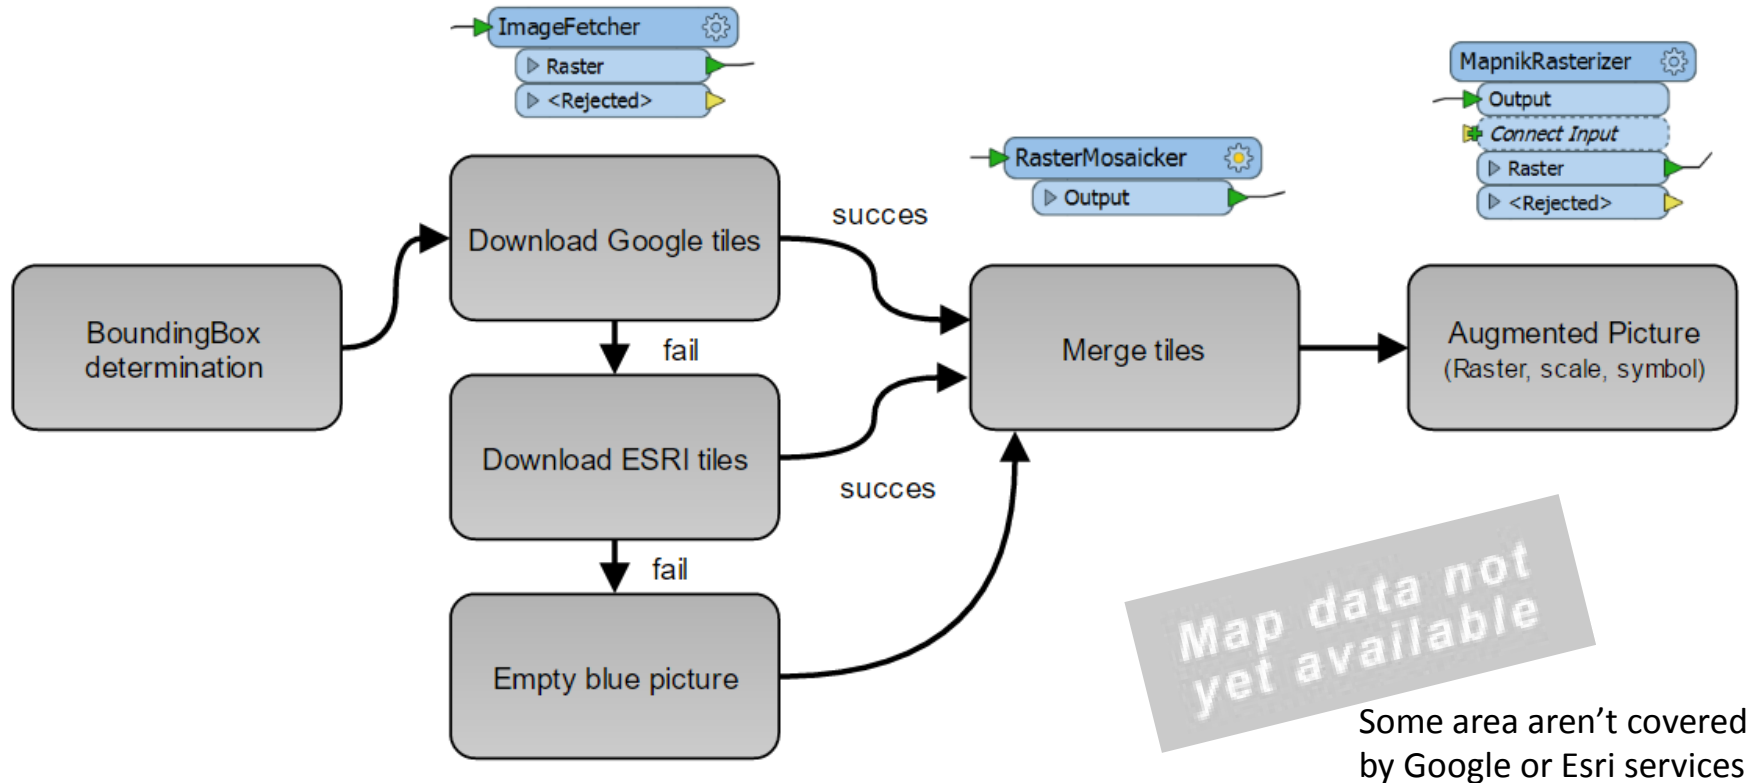 ImageFetcher
Raster
<Rejected>
MapnikRasterizer
Output
Connect Input
Raster
<Rejected>
RasterMosaicker
Output
Download Google tiles
succes
BoundingBox
determination
fail
Merge tiles
Augmented Picture
(Raster, scale, symbol)
Download ESRI tiles
succes
fail
Empty blue picture
Map data not
yet available
Some area aren’t covered
by Google or Esri services